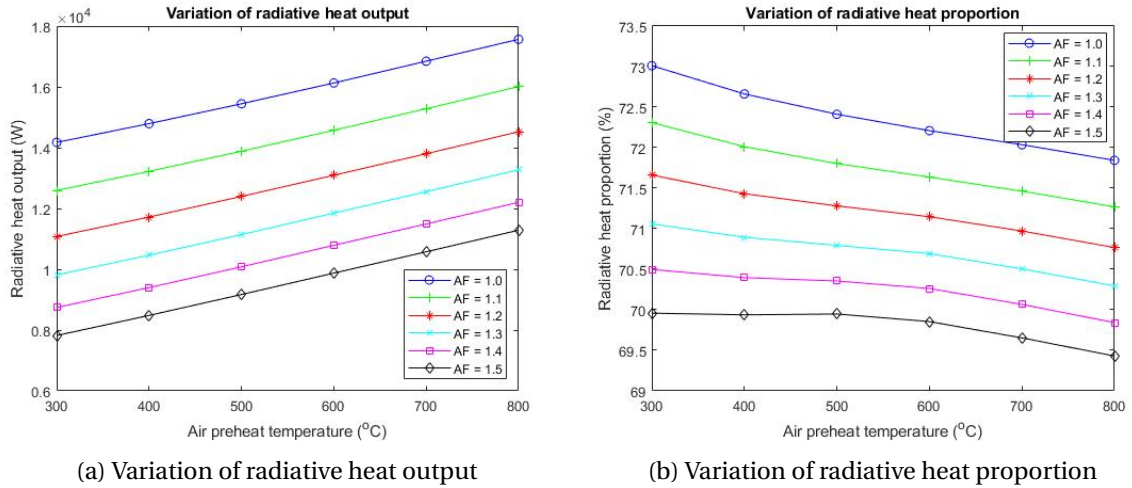 Variation of radiative heat output
×10⁴
1.8
1.6
1.4
1.2
1
0.8
0.6
300 400 500 600 700 800
Radiative heat output (W)
Air preheat temperature (°C)
AF = 1.0
AF = 1.1
AF = 1.2
AF = 1.3
AF = 1.4
AF = 1.5
(a) Variation of radiative heat output
Variation of radiative heat proportion
73.5
73
72.5
72
71.5
71
70.5
70
69.5
69
300 400 500 600 700 800
Radiative heat proportion (%)
Air preheat temperature (°C)
AF = 1.0
AF = 1.1
AF = 1.2
AF = 1.3
AF = 1.4
AF = 1.5
(b) Variation of radiative heat proportion